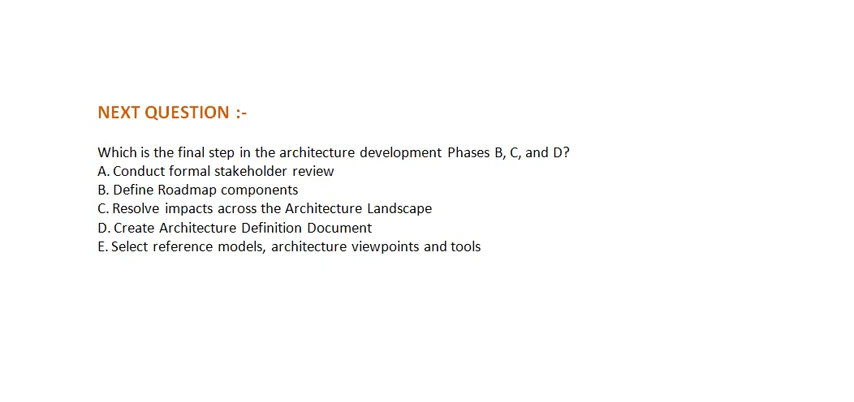 NEXT QUESTION :-
Which is the final step in the architecture development Phases B, C, and D?
A. Conduct formal stakeholder review
B. Define Roadmap components
C. Resolve impacts across the Architecture Landscape
D. Create Architecture Definition Document
E. Select reference models, architecture viewpoints and tools